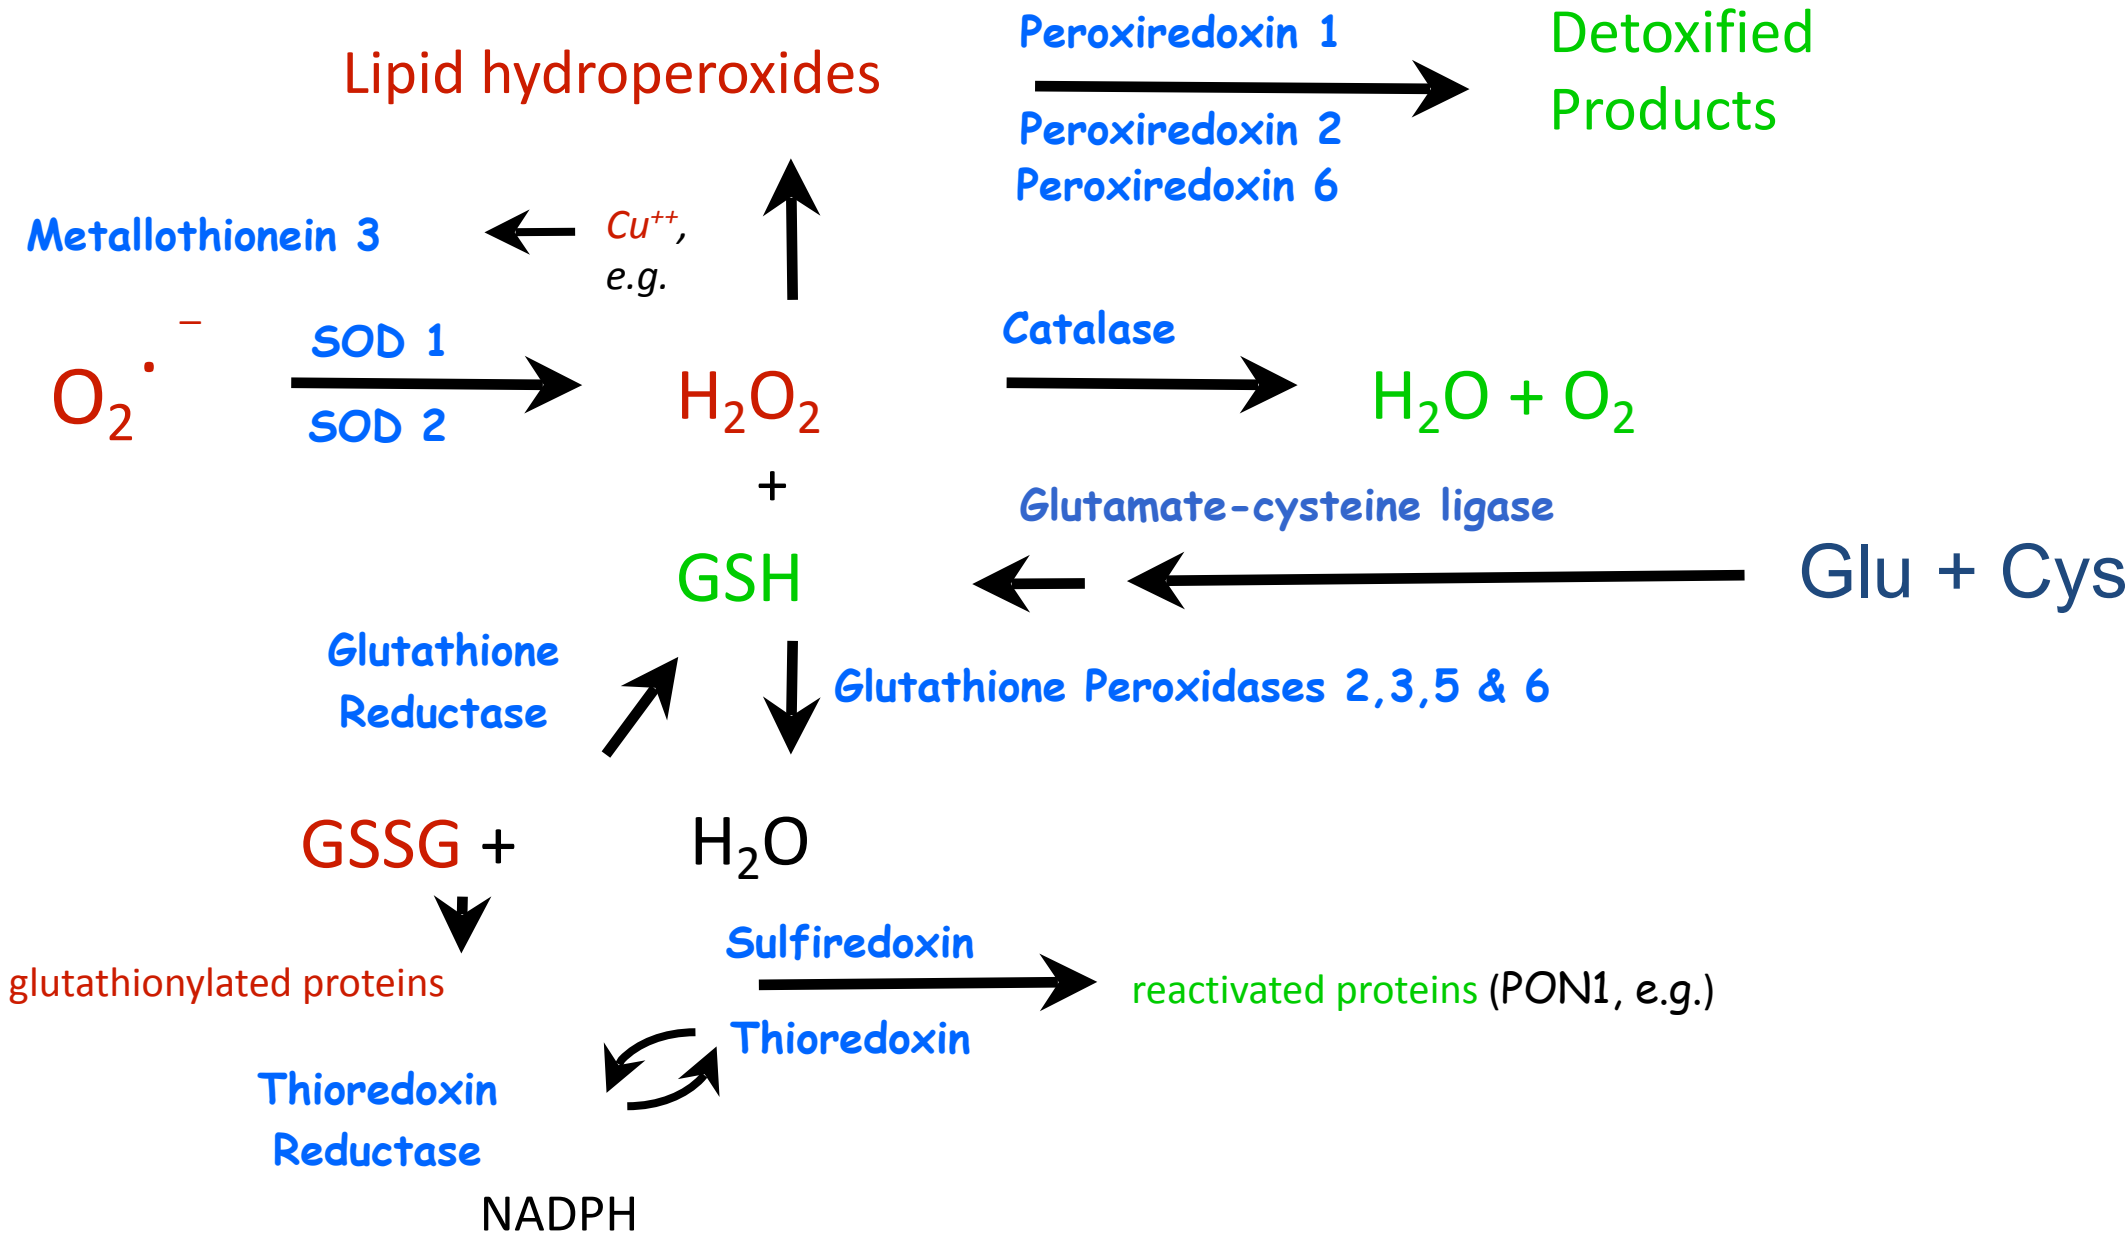 Peroxiredoxin 1
Detoxified
Lipid hydroperoxides
Products
Peroxiredoxin 2
Peroxiredoxin 6
Metallothionein 3
Cu⁺⁺,
e.g.
SOD 1
Catalase
O₂·⁻
H₂O₂
H₂O + O₂
SOD 2
+
Glutamate-cysteine ligase
GSH
Glu + Cys
Glutathione
Reductase
Glutathione Peroxidases 2,3,5 & 6
GSSG +
H₂O
Sulfiredoxin
glutathionylated proteins
reactivated proteins (PON1, e.g.)
Thioredoxin
Thioredoxin
Reductase
NADPH